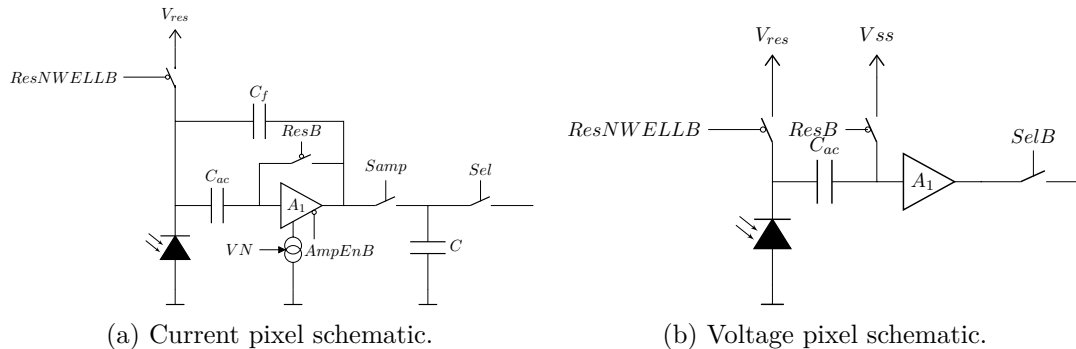 V_res
ResNWELLB
C_f
ResB
C_ac
Samp
Sel
A_1
VN
AmpEnB
C
(a) Current pixel schematic.
V_res
Vss
ResNWELLB
ResB
C_ac
SelB
A_1
(b) Voltage pixel schematic.